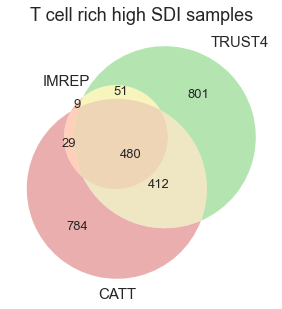 T cell rich high SDI samples
TRUST4
IMREP
51
801
9
29
480
412
784
CATT